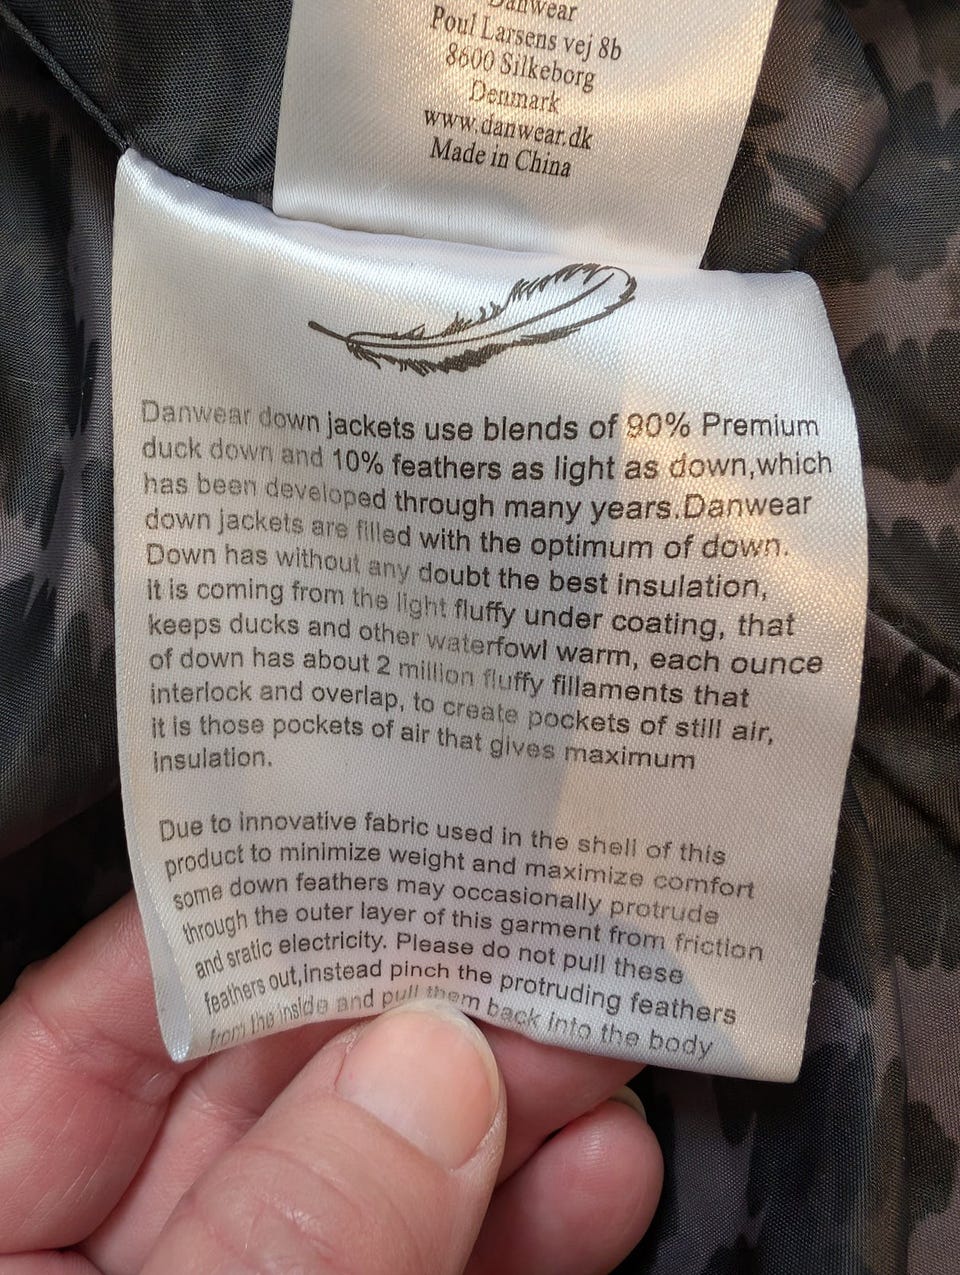 Danwear
Poul Larsens vej 8b
8600 Silkeborg
Denmark
www.danwear.dk
Made in China
Danwear down jackets use blends of 90% Premium
duck down and 10% feathers as light as down,which
has been developed through many years.Danwear
down jackets are filled with the optimum of down.
Down has without any doubt the best insulation,
it is coming from the light fluffy under coating, that
keeps ducks and other waterfowl warm, each ounce
of down has about 2 million fluffy fillaments that
interlock and overlap, to create pockets of still air,
it is those pockets of air that gives maximum
insulation.
Due to innovative fabric used in the shell of this
product to minimize weight and maximize comfort
some down feathers may occasionally protrude
through the outer layer of this garment from friction
and sratic electricity. Please do not pull these
feathers out,instead pinch the protruding feathers
from the inside and pull them back into the body